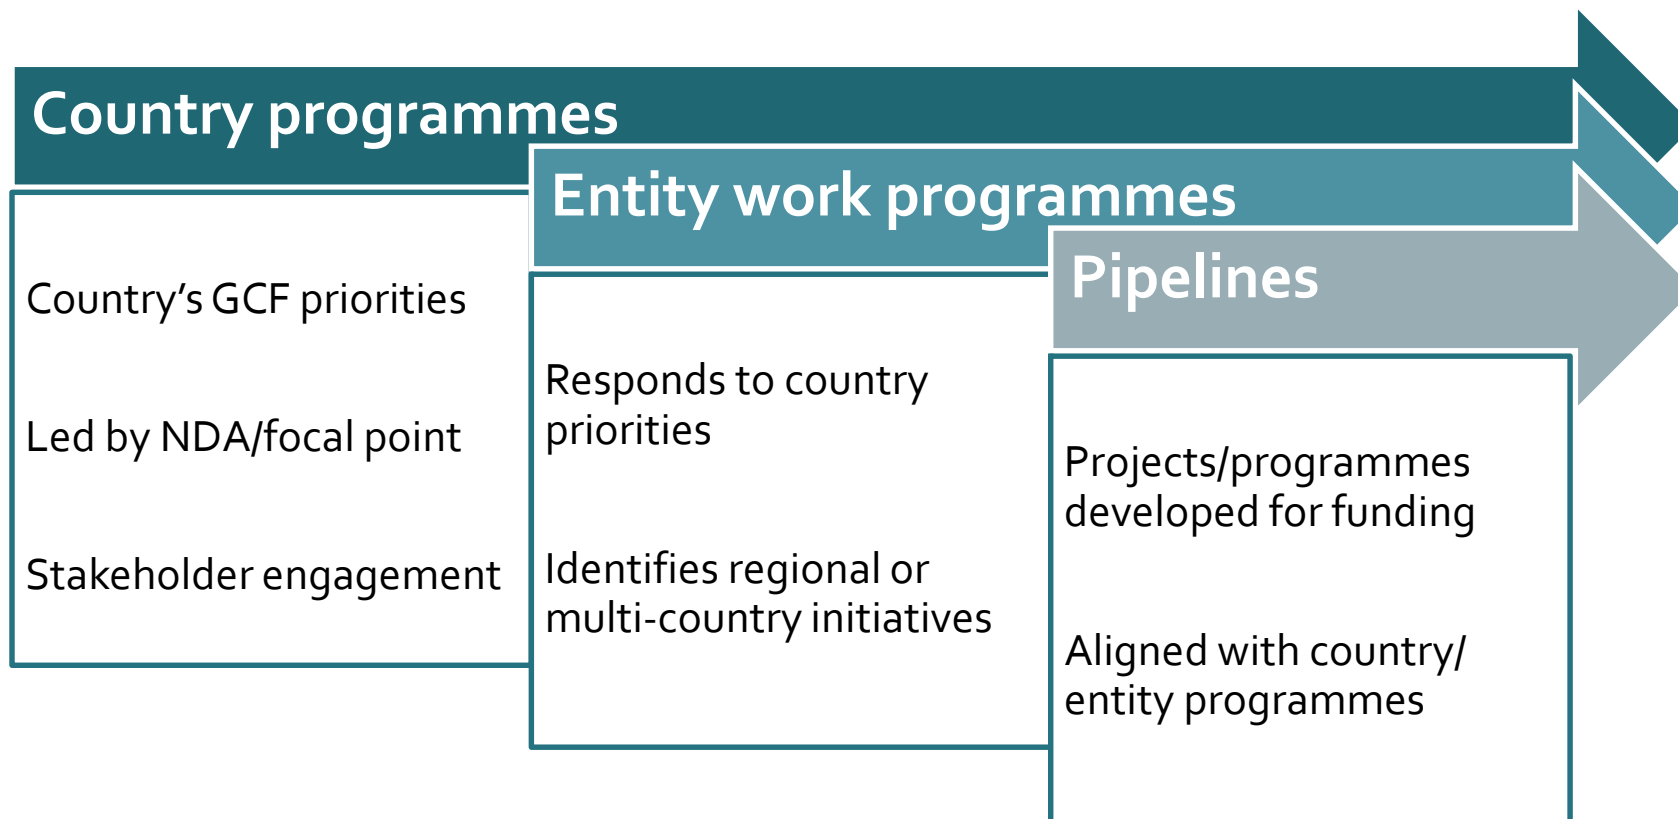 Country programmes
Country’s GCF priorities
Led by NDA/focal point
Stakeholder engagement
Entity work programmes
Responds to country
priorities
Identifies regional or
multi-country initiatives
Pipelines
Projects/programmes
developed for funding
Aligned with country/
entity programmes